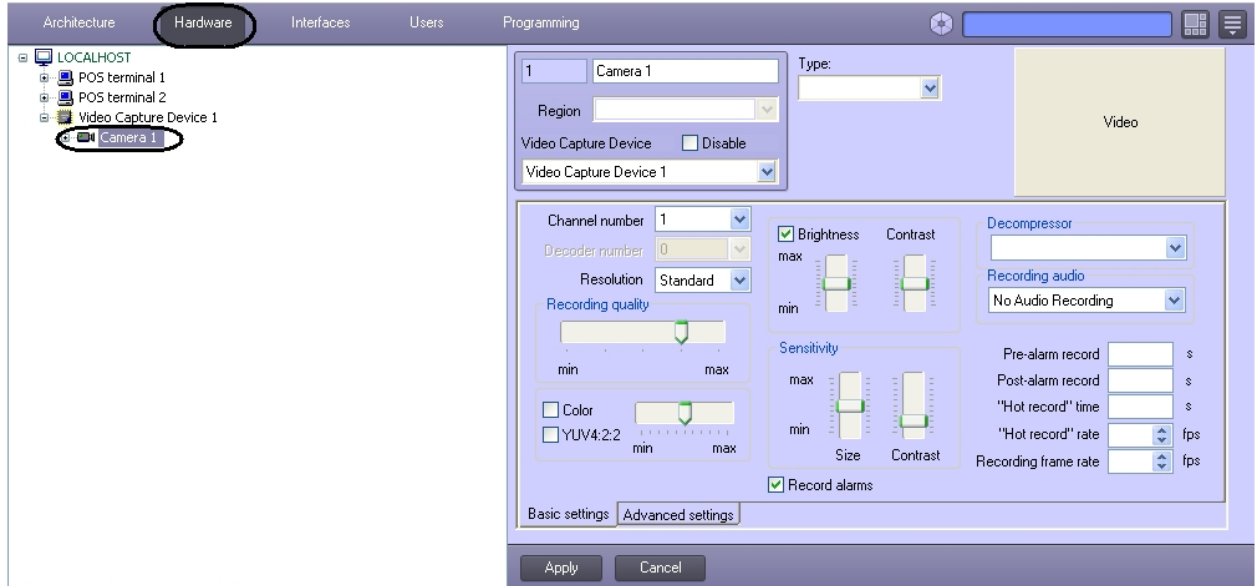 Architecture Hardware Interfaces Users Programming
LOCALHOST
POS terminal 1
POS terminal 2
Video Capture Device 1
Camera 1
1 Camera 1
Region
Video Capture Device Disable
Video Capture Device 1
Type:
Video
Channel number 1
Decoder number 0
Resolution Standard
Recording quality
min max
Color
YUV4:2:2
min max
Brightness Contrast
max
min
Sensitivity
max
min
Size Contrast
Record alarms
Decompressor
Recording audio
No Audio Recording
Pre-alarm record s
Post-alarm record s
"Hot record" time s
"Hot record" rate fps
Recording frame rate fps
Basic settings Advanced settings
Apply Cancel